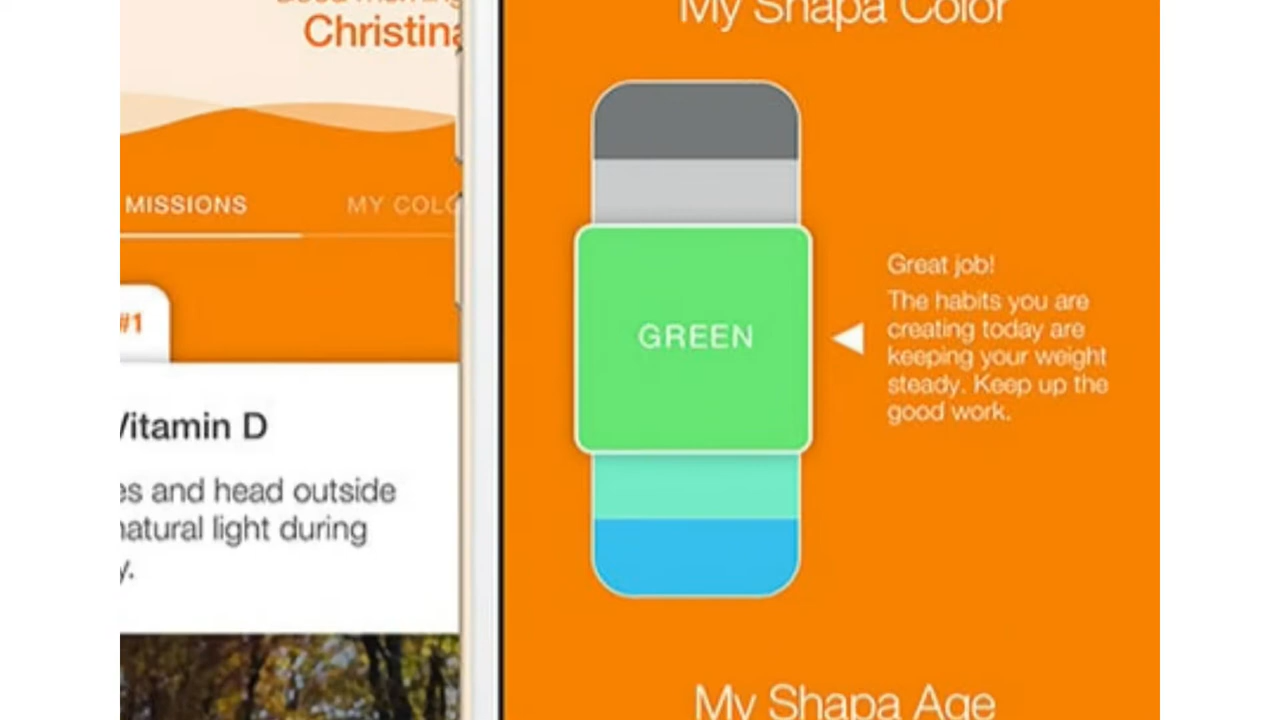 Good morning
Christina
MISSIONS
MY COLO
#1
Vitamin D
es and head outside
natural light during
y.
My Shapa Color
GREEN
Great job!
The habits you are
creating today are
keeping your weight
steady. Keep up the
good work.
My Shapa Age